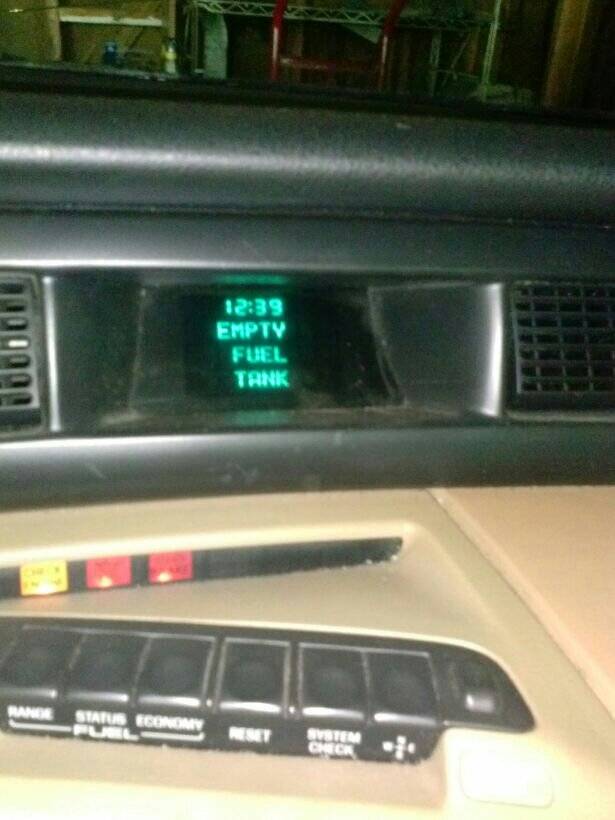 12:39
EMPTY
FUEL
TANK
CHECK
ENGINE
RANGE STATUS ECONOMY
FUEL
RESET
SYSTEM
CHECK
N
W E
S